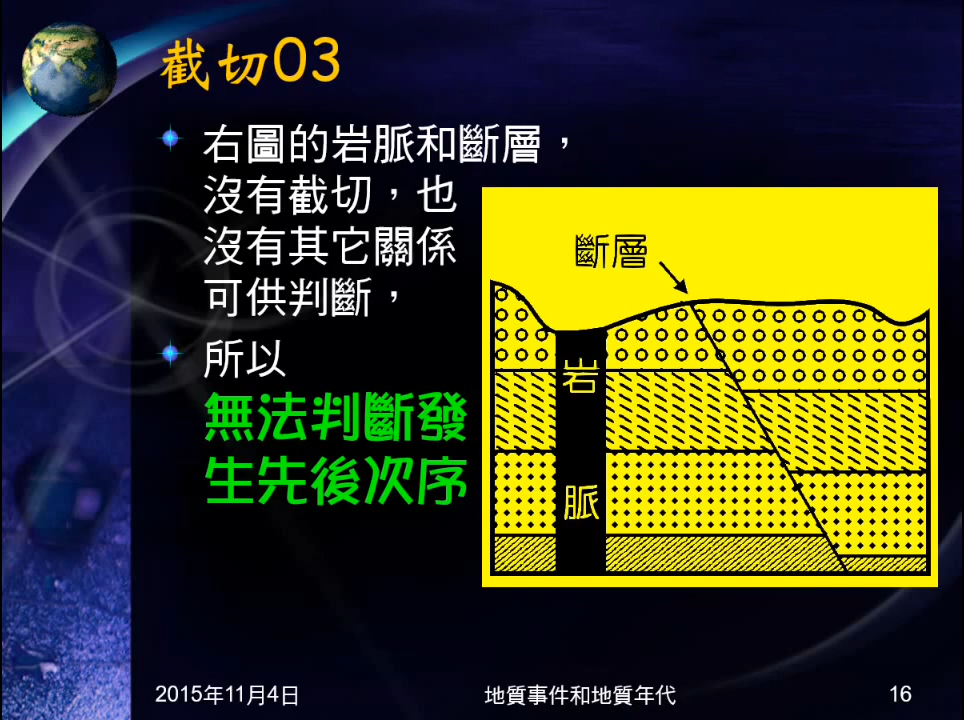 截切03
右圖的岩脈和斷層，
沒有截切，也
沒有其它關係
可供判斷，
所以
無法判斷發
生先後次序
斷層
岩
脈
2015年11月4日
地質事件和地質年代
16